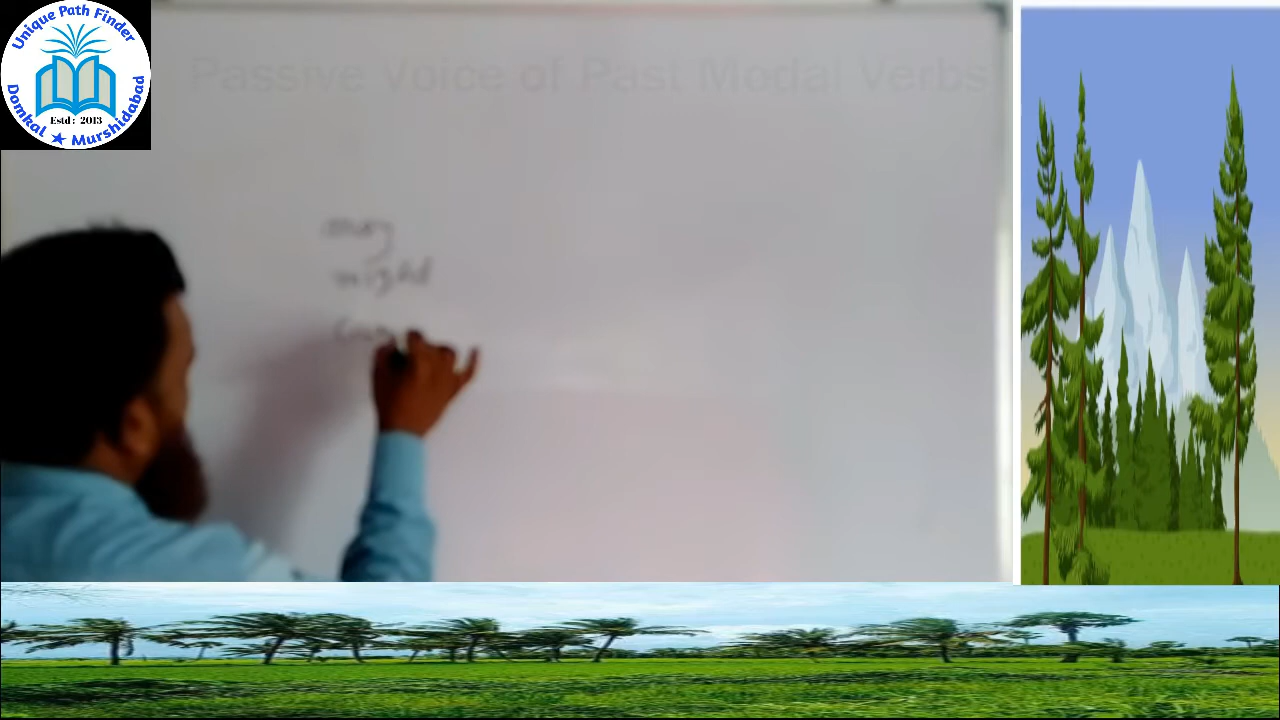 Unique Path Finder
Estd : 2013
Domkal ★ Murshidabad
Passive Voice of Past Modal Verbs
may
might